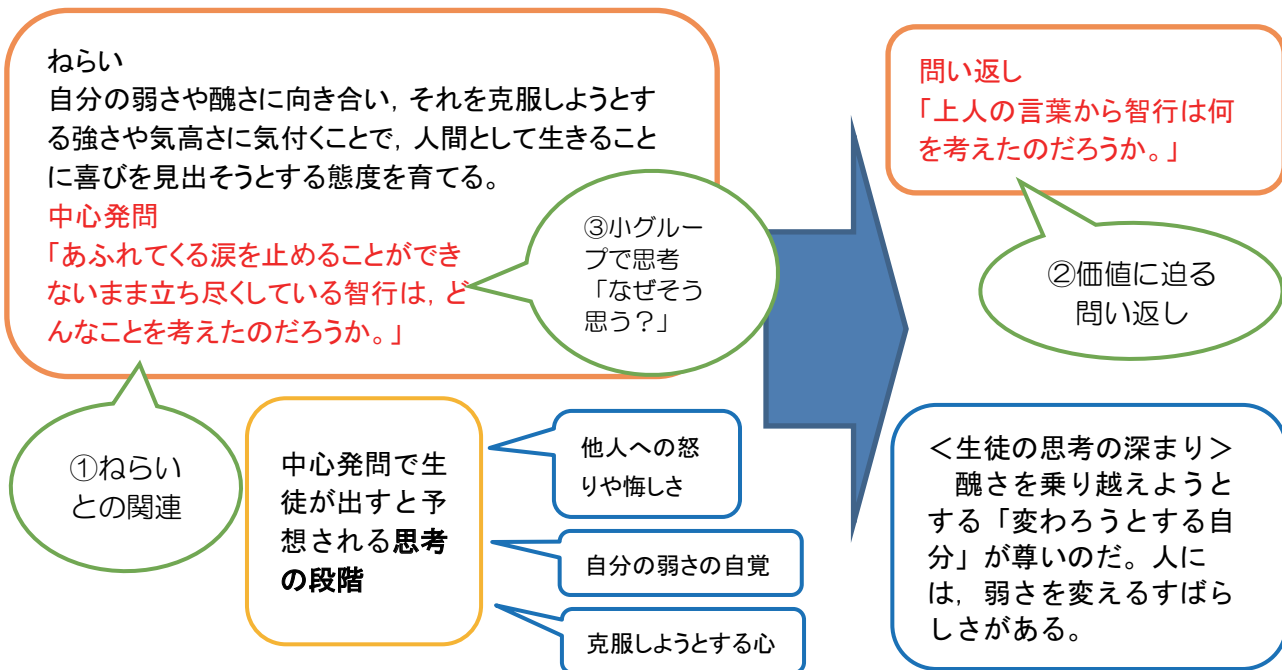 ねらい
自分の弱さや醜さに向き合い，それを克服しようとす
る強さや気高さに気付くことで，人間として生きること
に喜びを見出そうとする態度を育てる。
中心発問
「あふれてくる涙を止めることができ
ないまま立ち尽くしている智行は，ど
んなことを考えたのだろうか。」
③小グルー
プで思考
「なぜそう
思う？」
①ねらい
との関連
中心発問で生
徒が出すと予
想される思考
の段階
他人への怒
りや悔しさ
自分の弱さの自覚
克服しようとする心
問い返し
「上人の言葉から智行は何
を考えたのだろうか。」
②価値に迫る
問い返し
＜生徒の思考の深まり＞
醜さを乗り越えようと
する「変わろうとする自
分」が尊いのだ。人に
は，弱さを変えるすばら
しさがある。